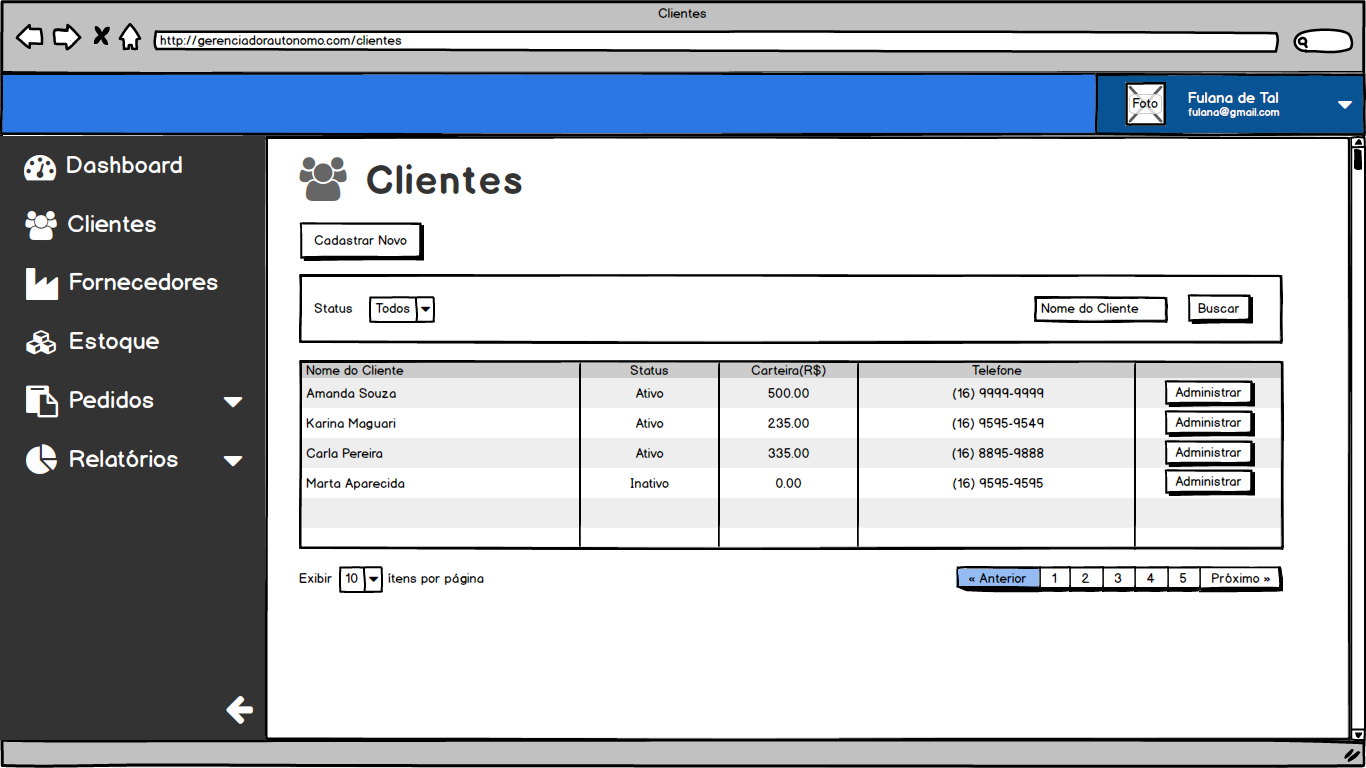 Clientes
http://gerenciadorautonomo.com/clientes
Foto
Fulana de Tal
fulana@gmail.com
Dashboard
Clientes
Fornecedores
Estoque
Pedidos
Relatórios
Clientes
Cadastrar Novo
Status Todos Nome do Cliente Buscar
Nome do Cliente Status Carteira(R$) Telefone
Amanda Souza Ativo 500.00 (16) 9999-9999 Administrar
Karina Maguari Ativo 235.00 (16) 9595-9549 Administrar
Carla Pereira Ativo 335.00 (16) 8895-9888 Administrar
Marta Aparecida Inativo 0.00 (16) 9595-9595 Administrar
Exibir 10 ítens por página « Anterior 1 2 3 4 5 Próximo »